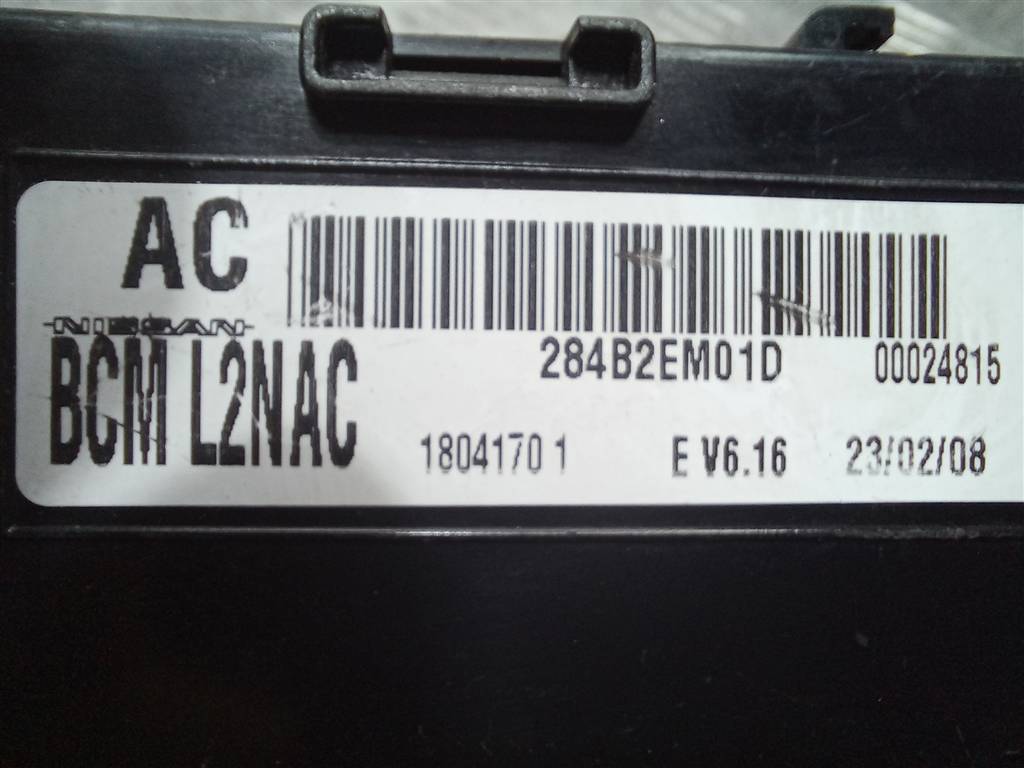 AC
NISSAN
BCM L2NAC
284B2EM01D 00024815
1804170 1 E V6.16 23/02/08